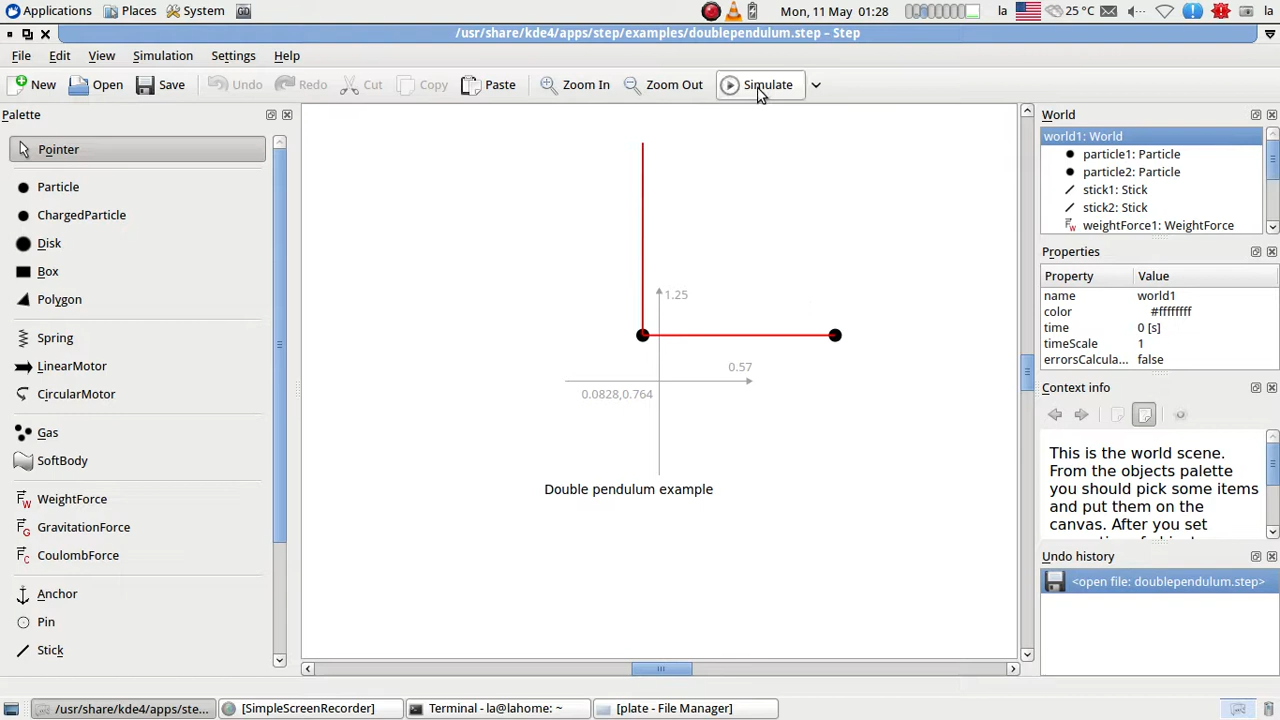 Applications Places System Mon, 11 May 01:28 la 25 °C la
/usr/share/kde4/apps/step/examples/doublependulum.step – Step
File Edit View Simulation Settings Help
New Open Save Undo Redo Cut Copy Paste Zoom In Zoom Out Simulate
Palette
Pointer
Particle
ChargedParticle
Disk
Box
Polygon
Spring
LinearMotor
CircularMotor
Gas
SoftBody
WeightForce
GravitationForce
CoulombForce
Anchor
Pin
Stick
1.25
0.57
0.0828,0.764
Double pendulum example
World
world1: World
particle1: Particle
particle2: Particle
stick1: Stick
stick2: Stick
weightForce1: WeightForce
Properties
Property Value
name world1
color #ffffffff
time 0 [s]
timeScale 1
errorsCalcula... false
Context info
This is the world scene.
From the objects palette
you should pick some items
and put them on the
canvas. After you set
Undo history
<open file: doublependulum.step>
/usr/share/kde4/apps/ste... [SimpleScreenRecorder] Terminal - la@lahome: ~ [plate - File Manager]